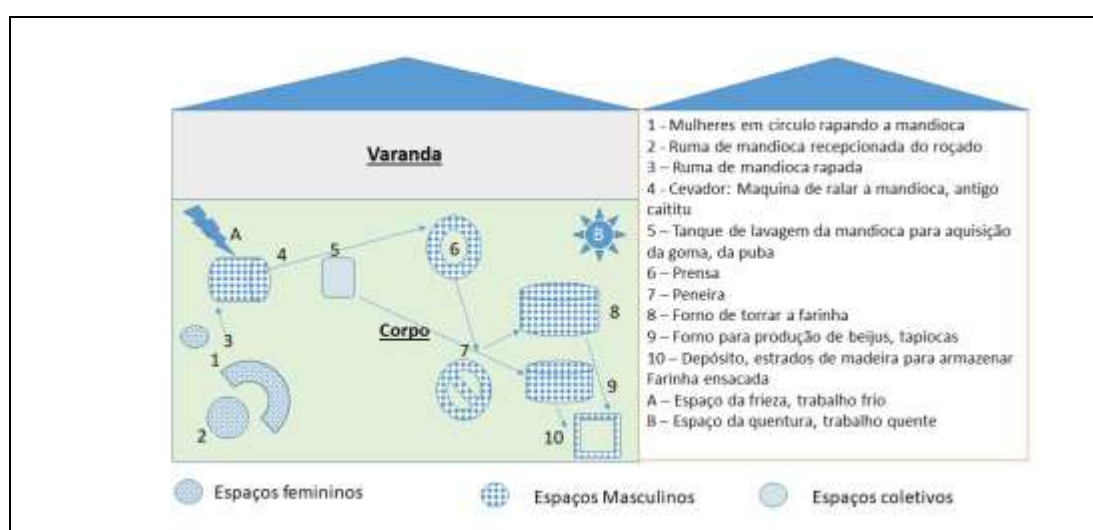 Varanda
A
4
5
6
B
3
1
2
Corpo
7
8
9
10
1 - Mulheres em circulo rapando a mandioca
2 - Ruma de mandioca recepcionada do roçado
3 – Ruma de mandioca rapada
4 - Cevador: Maquina de ralar a mandioca, antigo
caititu
5 – Tanque de lavagem da mandioca para aquisição
da goma, da puba
6 – Prensa
7 – Peneira
8 – Forno de torrar a farinha
9 – Forno para produção de beijus, tapiocas
10 – Depósito, estrados de madeira para armazenar
Farinha ensacada
A – Espaço da frieza, trabalho frio
B – Espaço da quentura, trabalho quente
Espaços femininos
Espaços Masculinos
Espaços coletivos